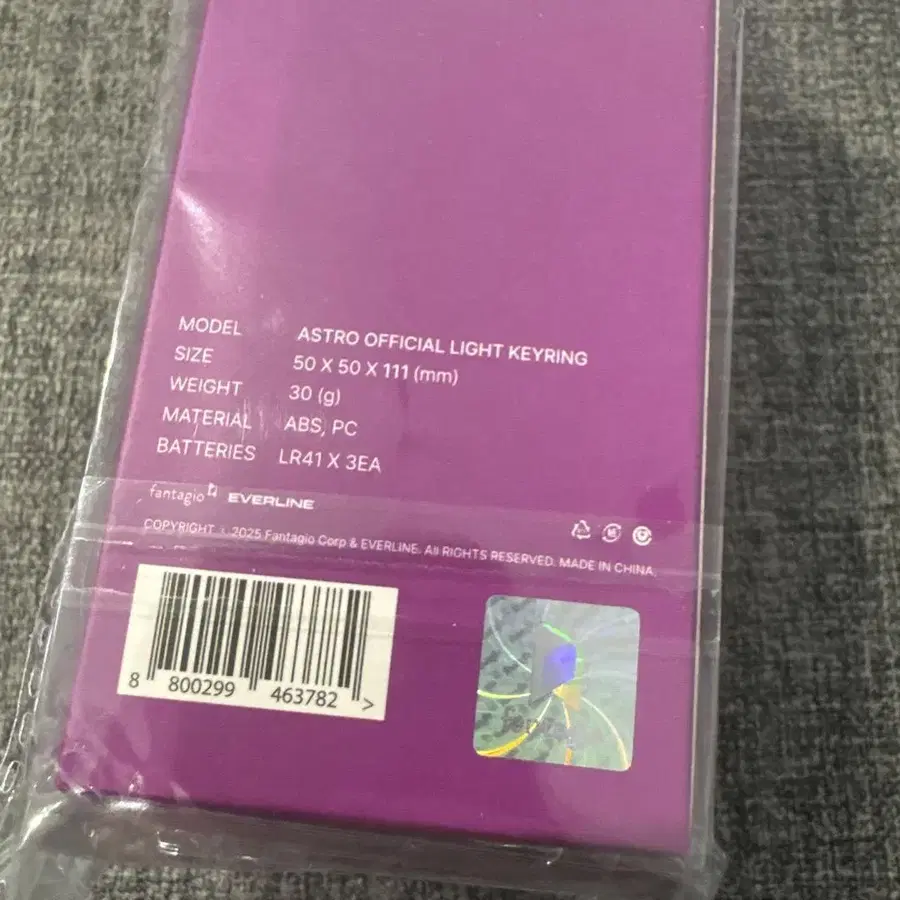 MODEL ASTRO OFFICIAL LIGHT KEYRING
SIZE 50 X 50 X 111 (mm)
WEIGHT 30 (g)
MATERIAL ABS, PC
BATTERIES LR41 X 3EA
fantagio EVERLINE
COPYRIGHT 2025 Fantagio Corp & EVERLINE. All RIGHTS RESERVED. MADE IN CHINA.
8 800299 463782 >